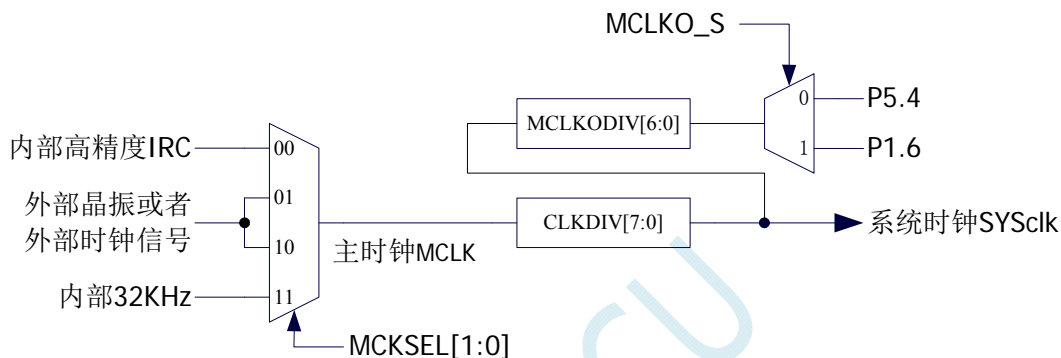 MCLKO_S
MCLKODIV[6:0]
0
P5.4
1
P1.6
内部高精度IRC
00
外部晶振或者
外部时钟信号
01
10
主时钟MCLK
CLKDIV[7:0]
系统时钟SYSclk
内部32KHz
11
MCKSEL[1:0]
CU